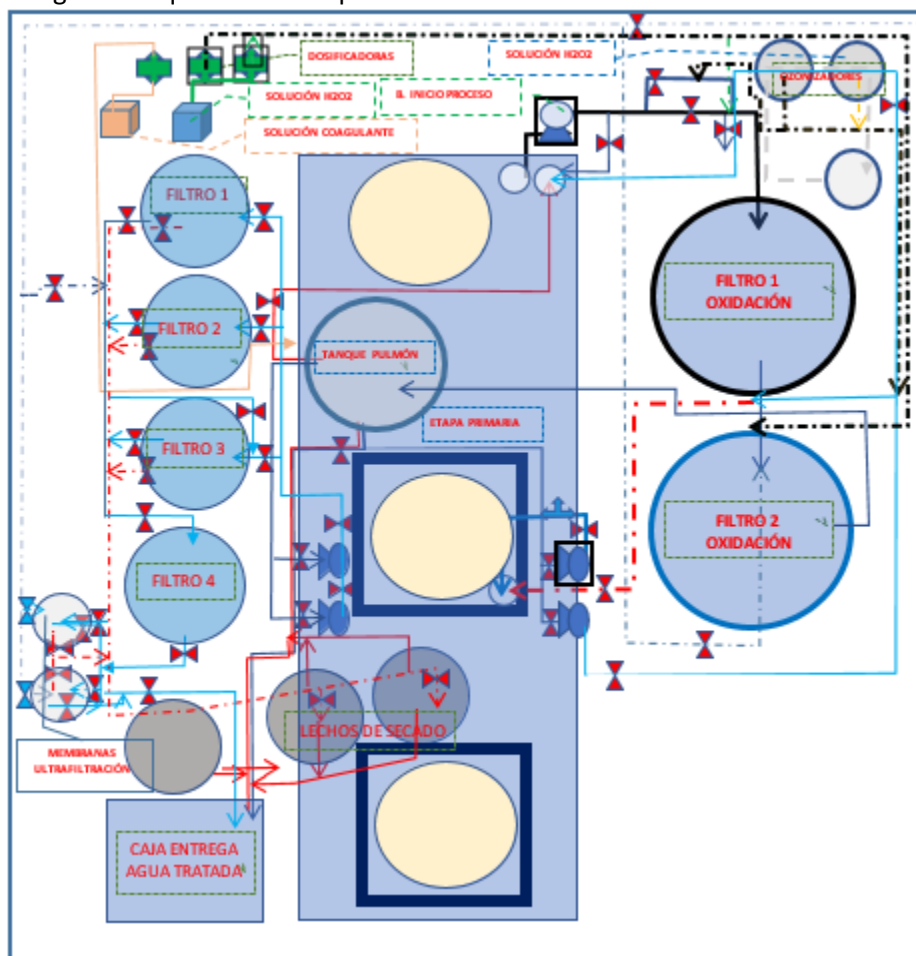 DOSIFICADORAS
SOLUCIÓN H2O2
OZONIZADORES
SOLUCIÓN H2O2
B. INICIO PROCESO
SOLUCIÓN COAGULANTE
FILTRO 1
FILTRO 1
OXIDACIÓN
FILTRO 2
TANQUE PULMÓN
ETAPA PRIMARIA
FILTRO 3
FILTRO 2
OXIDACIÓN
FILTRO 4
LECHOS DE SECADO
MEMBRANAS
ULTRAFILTRACIÓN
CAJA ENTREGA
AGUA TRATADA